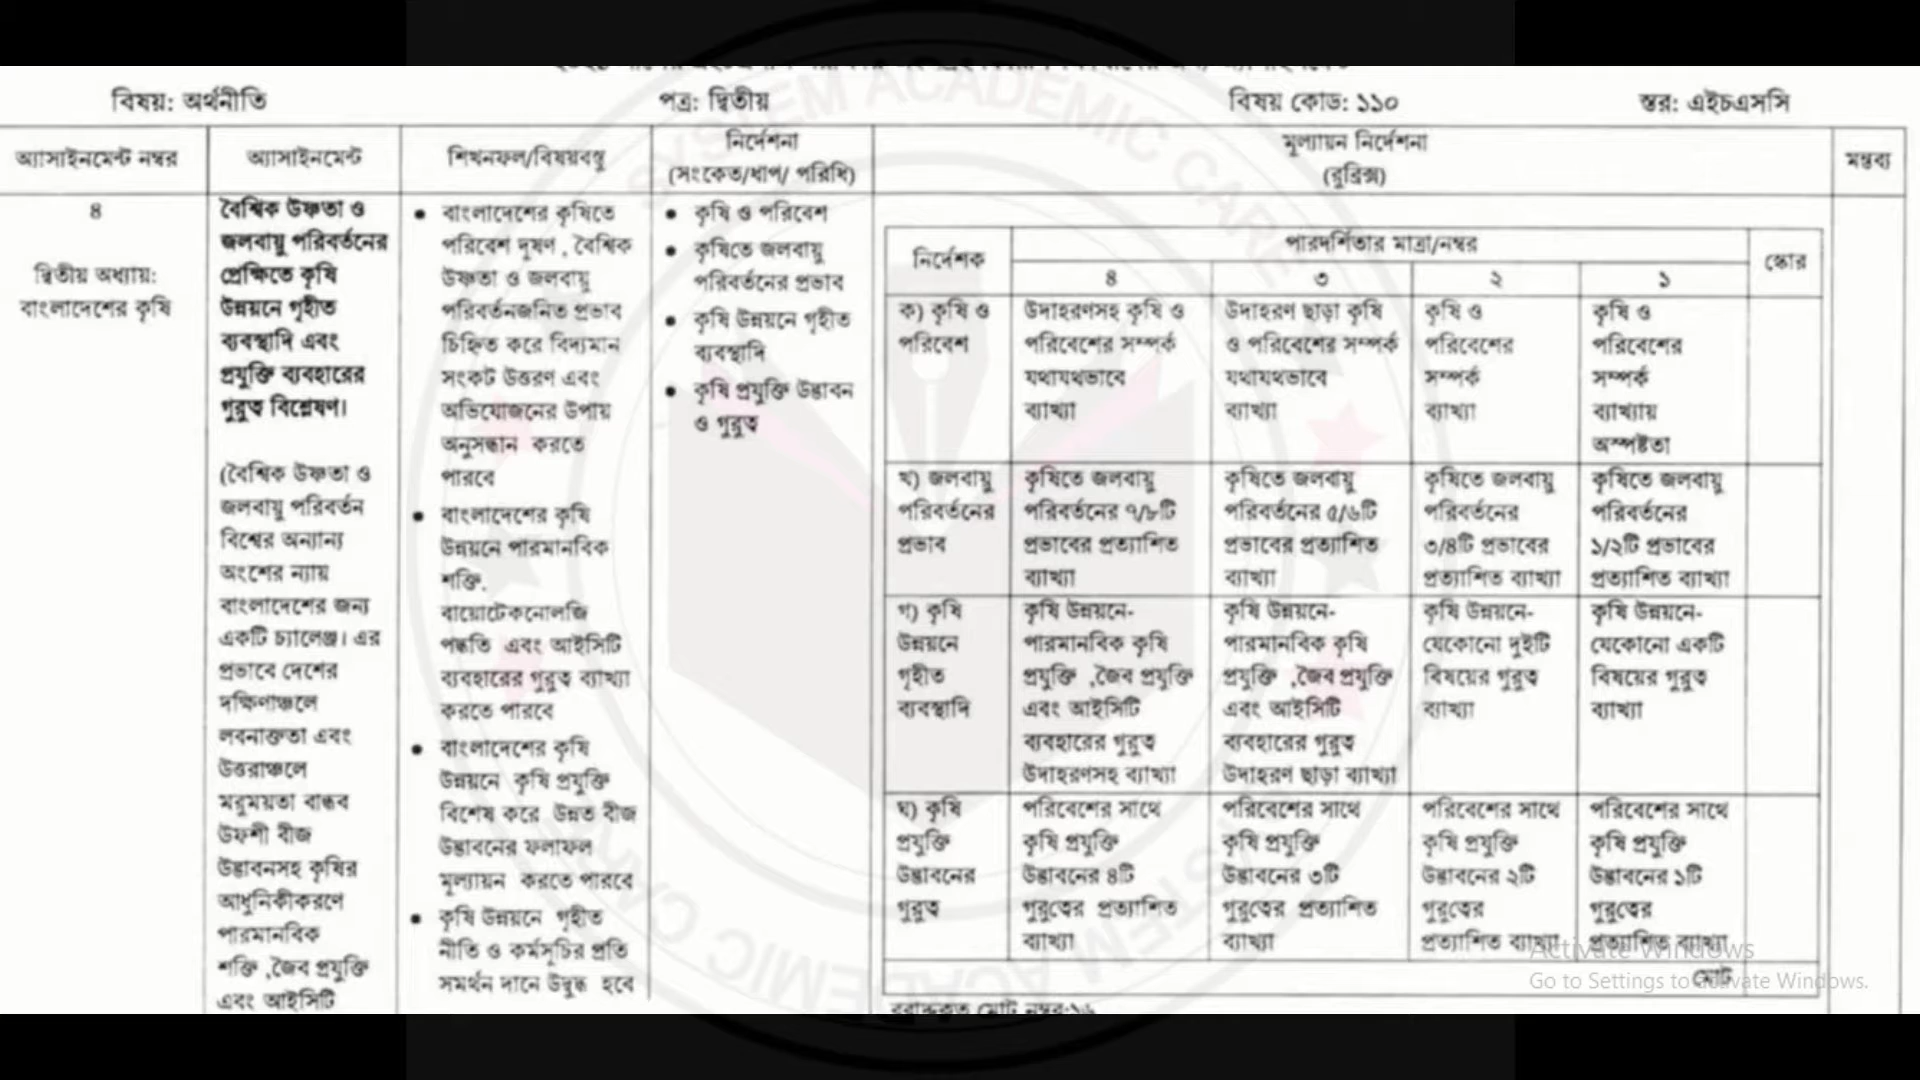 বিষয়: অর্থনীতি
পত্র: দ্বিতীয়
বিষয় কোড: ১১০
স্তর: এইচএসসি
অ্যাসাইনমেন্ট নম্বর
অ্যাসাইনমেন্ট
শিখনফল/বিষয়বস্তু
নির্দেশনা
(সংকেত/ধাপ/ পরিধি)
মূল্যায়ন নির্দেশনা
(রুব্রিক্স)
মন্তব্য
৪
দ্বিতীয় অধ্যায়:
বাংলাদেশের কৃষি
বৈশ্বিক উষ্ণতা ও
জলবায়ু পরিবর্তনের
প্রেক্ষিতে কৃষি
উন্নয়নে গৃহীত
ব্যবস্থাদি এবং
প্রযুক্তি ব্যবহারের
গুরুত্ব বিশ্লেষণ।
(বৈশ্বিক উষ্ণতা ও
জলবায়ু পরিবর্তন
বিশ্বের অন্যান্য
অংশের ন্যায়
বাংলাদেশের জন্য
একটি চ্যালেঞ্জ। এর
প্রভাবে দেশের
দক্ষিণাঞ্চলে
লবনাক্ততা এবং
উত্তরাঞ্চলে
মরুময়তা বান্ধব
উফশী বীজ
উদ্ভাবনসহ কৃষির
আধুনিকীকরণে
পারমানবিক
শক্তি ,জৈব প্রযুক্তি
এবং আইসিটি
• বাংলাদেশের কৃষিতে
পরিবেশ দূষণ , বৈশ্বিক
উষ্ণতা ও জলবায়ু
পরিবর্তনজনিত প্রভাব
চিহ্নিত করে বিদ্যমান
সংকট উত্তরণ এবং
অভিযোজনের উপায়
অনুসন্ধান করতে
পারবে
• বাংলাদেশের কৃষি
উন্নয়নে পারমানবিক
শক্তি.
বায়োটেকনোলজি
পদ্ধতি এবং আইসিটি
ব্যবহারের গুরুত্ব ব্যাখ্যা
করতে পারবে
• বাংলাদেশের কৃষি
উন্নয়নে কৃষি প্রযুক্তি
বিশেষ করে উন্নত বীজ
উদ্ভাবনের ফলাফল
মূল্যায়ন করতে পারবে
• কৃষি উন্নয়নে গৃহীত
নীতি ও কর্মসূচির প্রতি
সমর্থন দানে উদ্বুদ্ধ হবে
• কৃষি ও পরিবেশ
• কৃষিতে জলবায়ু
পরিবর্তনের প্রভাব
• কৃষি উন্নয়নে গৃহীত
ব্যবস্থাদি
• কৃষি প্রযুক্তি উদ্ভাবন
ও গুরুত্ব
নির্দেশক
পারদর্শিতার মাত্রা/নম্বর
স্কোর
৪
৩
২
১
ক) কৃষি ও
পরিবেশ
উদাহরণসহ কৃষি ও
পরিবেশের সম্পর্ক
যথাযথভাবে
ব্যাখ্যা
উদাহরণ ছাড়া কৃষি
ও পরিবেশের সম্পর্ক
যথাযথভাবে
ব্যাখ্যা
কৃষি ও
পরিবেশের
সম্পর্ক
ব্যাখ্যা
কৃষি ও
পরিবেশের
সম্পর্ক
ব্যাখ্যায়
অস্পষ্টতা
খ) জলবায়ু
পরিবর্তনের
প্রভাব
কৃষিতে জলবায়ু
পরিবর্তনের ৭/৮টি
প্রভাবের প্রত্যাশিত
ব্যাখ্যা
কৃষিতে জলবায়ু
পরিবর্তনের ৫/৬টি
প্রভাবের প্রত্যাশিত
ব্যাখ্যা
কৃষিতে জলবায়ু
পরিবর্তনের
৩/৪টি প্রভাবের
প্রত্যাশিত ব্যাখ্যা
কৃষিতে জলবায়ু
পরিবর্তনের
১/২টি প্রভাবের
প্রত্যাশিত ব্যাখ্যা
গ) কৃষি
উন্নয়নে
গৃহীত
ব্যবস্থাদি
কৃষি উন্নয়নে-
পারমানবিক কৃষি
প্রযুক্তি ,জৈব প্রযুক্তি
এবং আইসিটি
ব্যবহারের গুরুত্ব
উদাহরণসহ ব্যাখ্যা
কৃষি উন্নয়নে-
পারমানবিক কৃষি
প্রযুক্তি ,জৈব প্রযুক্তি
এবং আইসিটি
ব্যবহারের গুরুত্ব
উদাহরণ ছাড়া ব্যাখ্যা
কৃষি উন্নয়নে-
যেকোনো দুইটি
বিষয়ের গুরুত্ব
ব্যাখ্যা
কৃষি উন্নয়নে-
যেকোনো একটি
বিষয়ের গুরুত্ব
ব্যাখ্যা
ঘ) কৃষি
প্রযুক্তি
উদ্ভাবনের
গুরুত্ব
পরিবেশের সাথে
কৃষি প্রযুক্তি
উদ্ভাবনের ৪টি
গুরুত্বের প্রত্যাশিত
ব্যাখ্যা
পরিবেশের সাথে
কৃষি প্রযুক্তি
উদ্ভাবনের ৩টি
গুরুত্বের প্রত্যাশিত
ব্যাখ্যা
পরিবেশের সাথে
কৃষি প্রযুক্তি
উদ্ভাবনের ২টি
গুরুত্বের
প্রত্যাশিত ব্যাখ্যা
পরিবেশের সাথে
কৃষি প্রযুক্তি
উদ্ভাবনের ১টি
গুরুত্বের
প্রত্যাশিত ব্যাখ্যা
মোট
বরাদ্দকৃত মোট নম্বর:১৬
SYSTEM ACADEMIC CARE
SYSTEM ACADEMIC CARE
Activate Windows
Go to Settings to activate Windows.